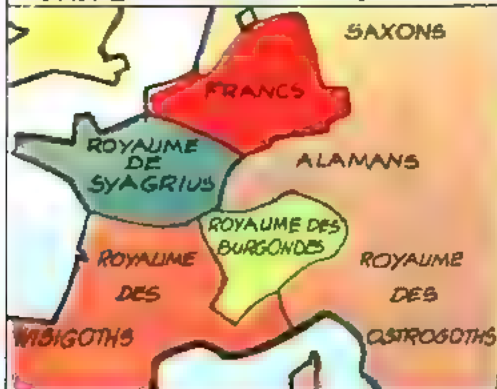 SAXONS
FRANCS
ROYAUME
DE
SYAGRIUS
ALAMANS
ROYAUME DES
BURGONDES
ROYAUME
DES
WISIGOTHS
ROYAUME
DES
OSTROGOTHS